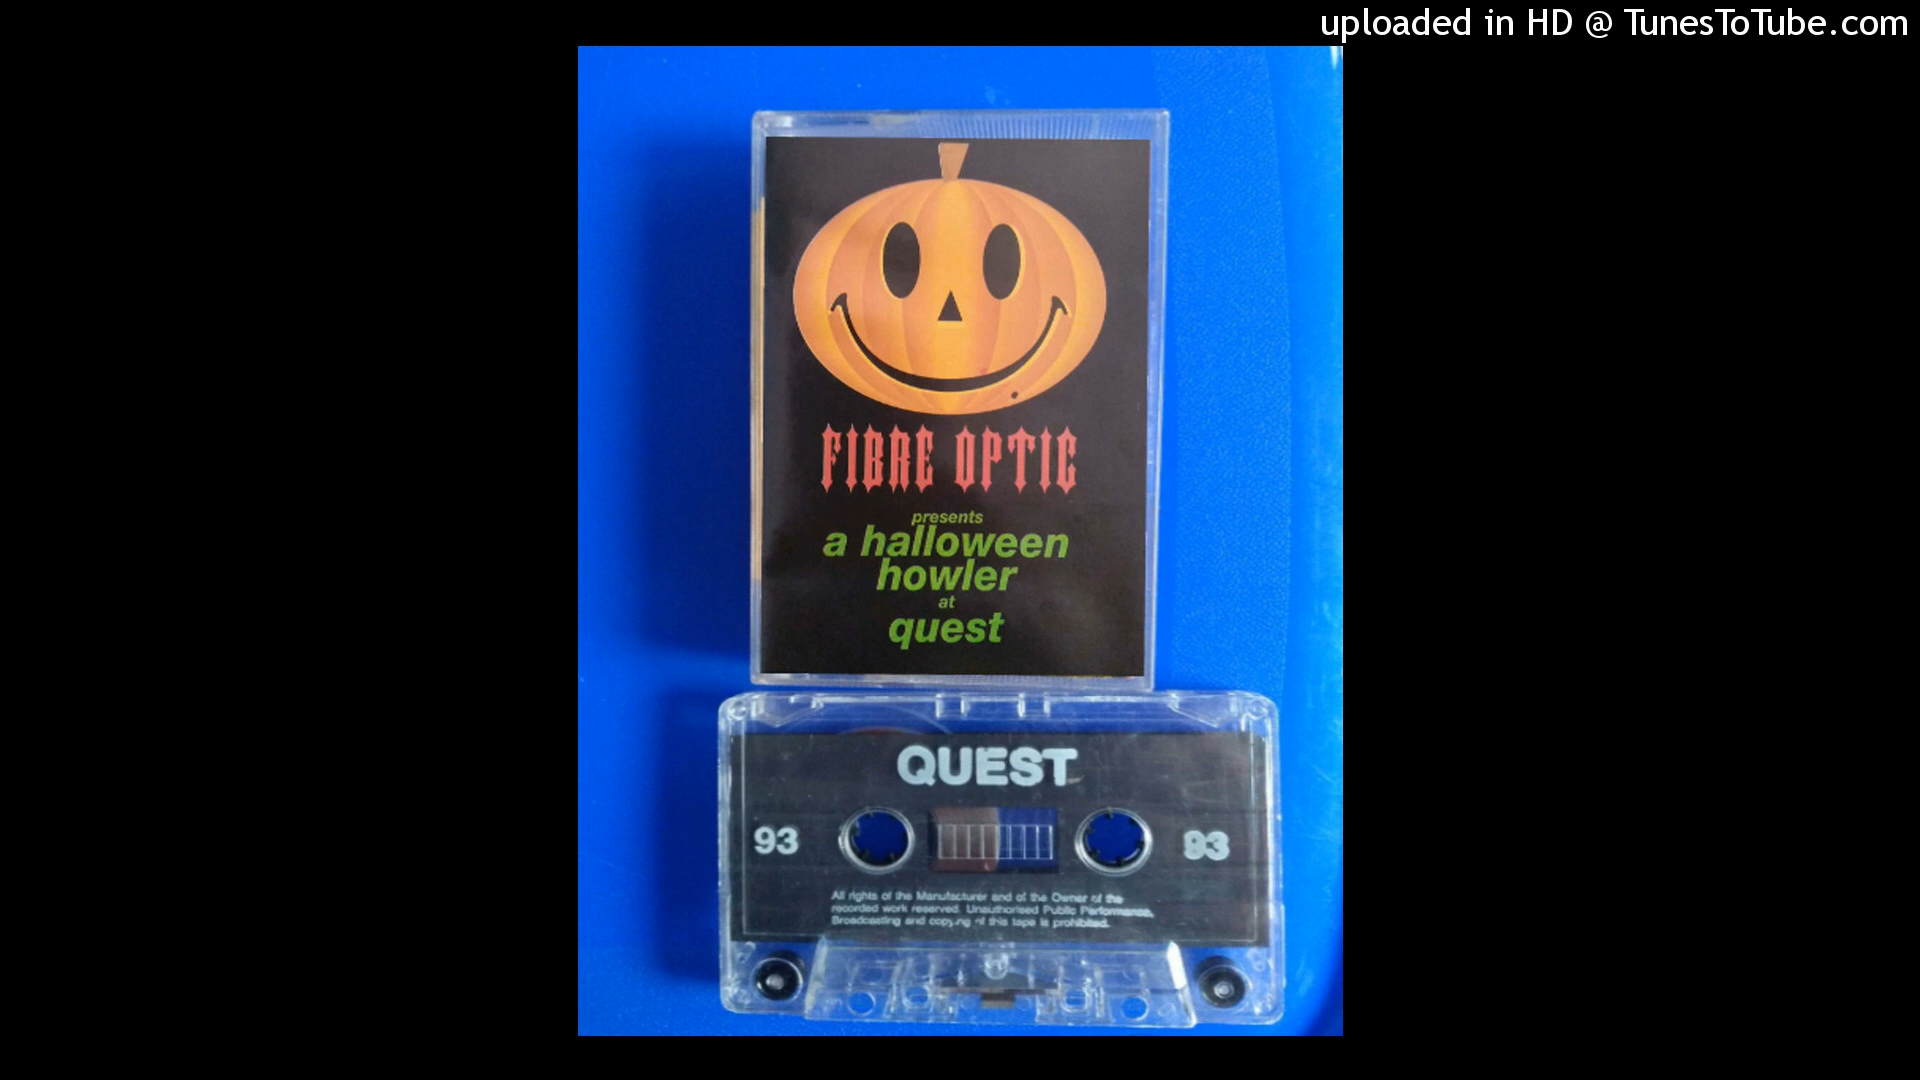 uploaded in HD @ TunesToTube.com
FIBRE OPTIC
presents
a halloween
howler
at
quest
QUEST
93
93
All rights of the Manufacturer and of the Owner of the
recorded work reserved. Unauthorised Public Performance,
Broadcasting and copying of this tape is prohibited.